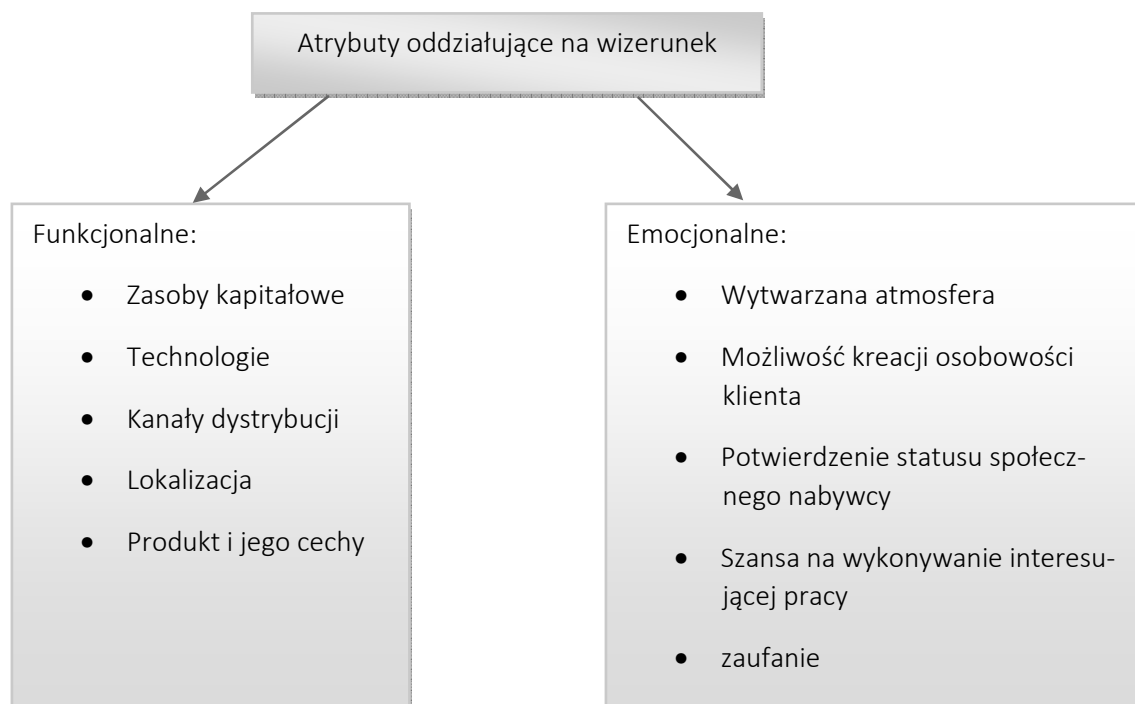 Atrybuty oddziałujące na wizerunek
Funkcjonalne:
• Zasoby kapitałowe
• Technologie
• Kanały dystrybucji
• Lokalizacja
• Produkt i jego cechy
Emocjonalne:
• Wytwarzana atmosfera
• Możliwość kreacji osobowości
klienta
• Potwierdzenie statusu społecz-
nego nabywcy
• Szansa na wykonywanie interesu-
jącej pracy
• zaufanie